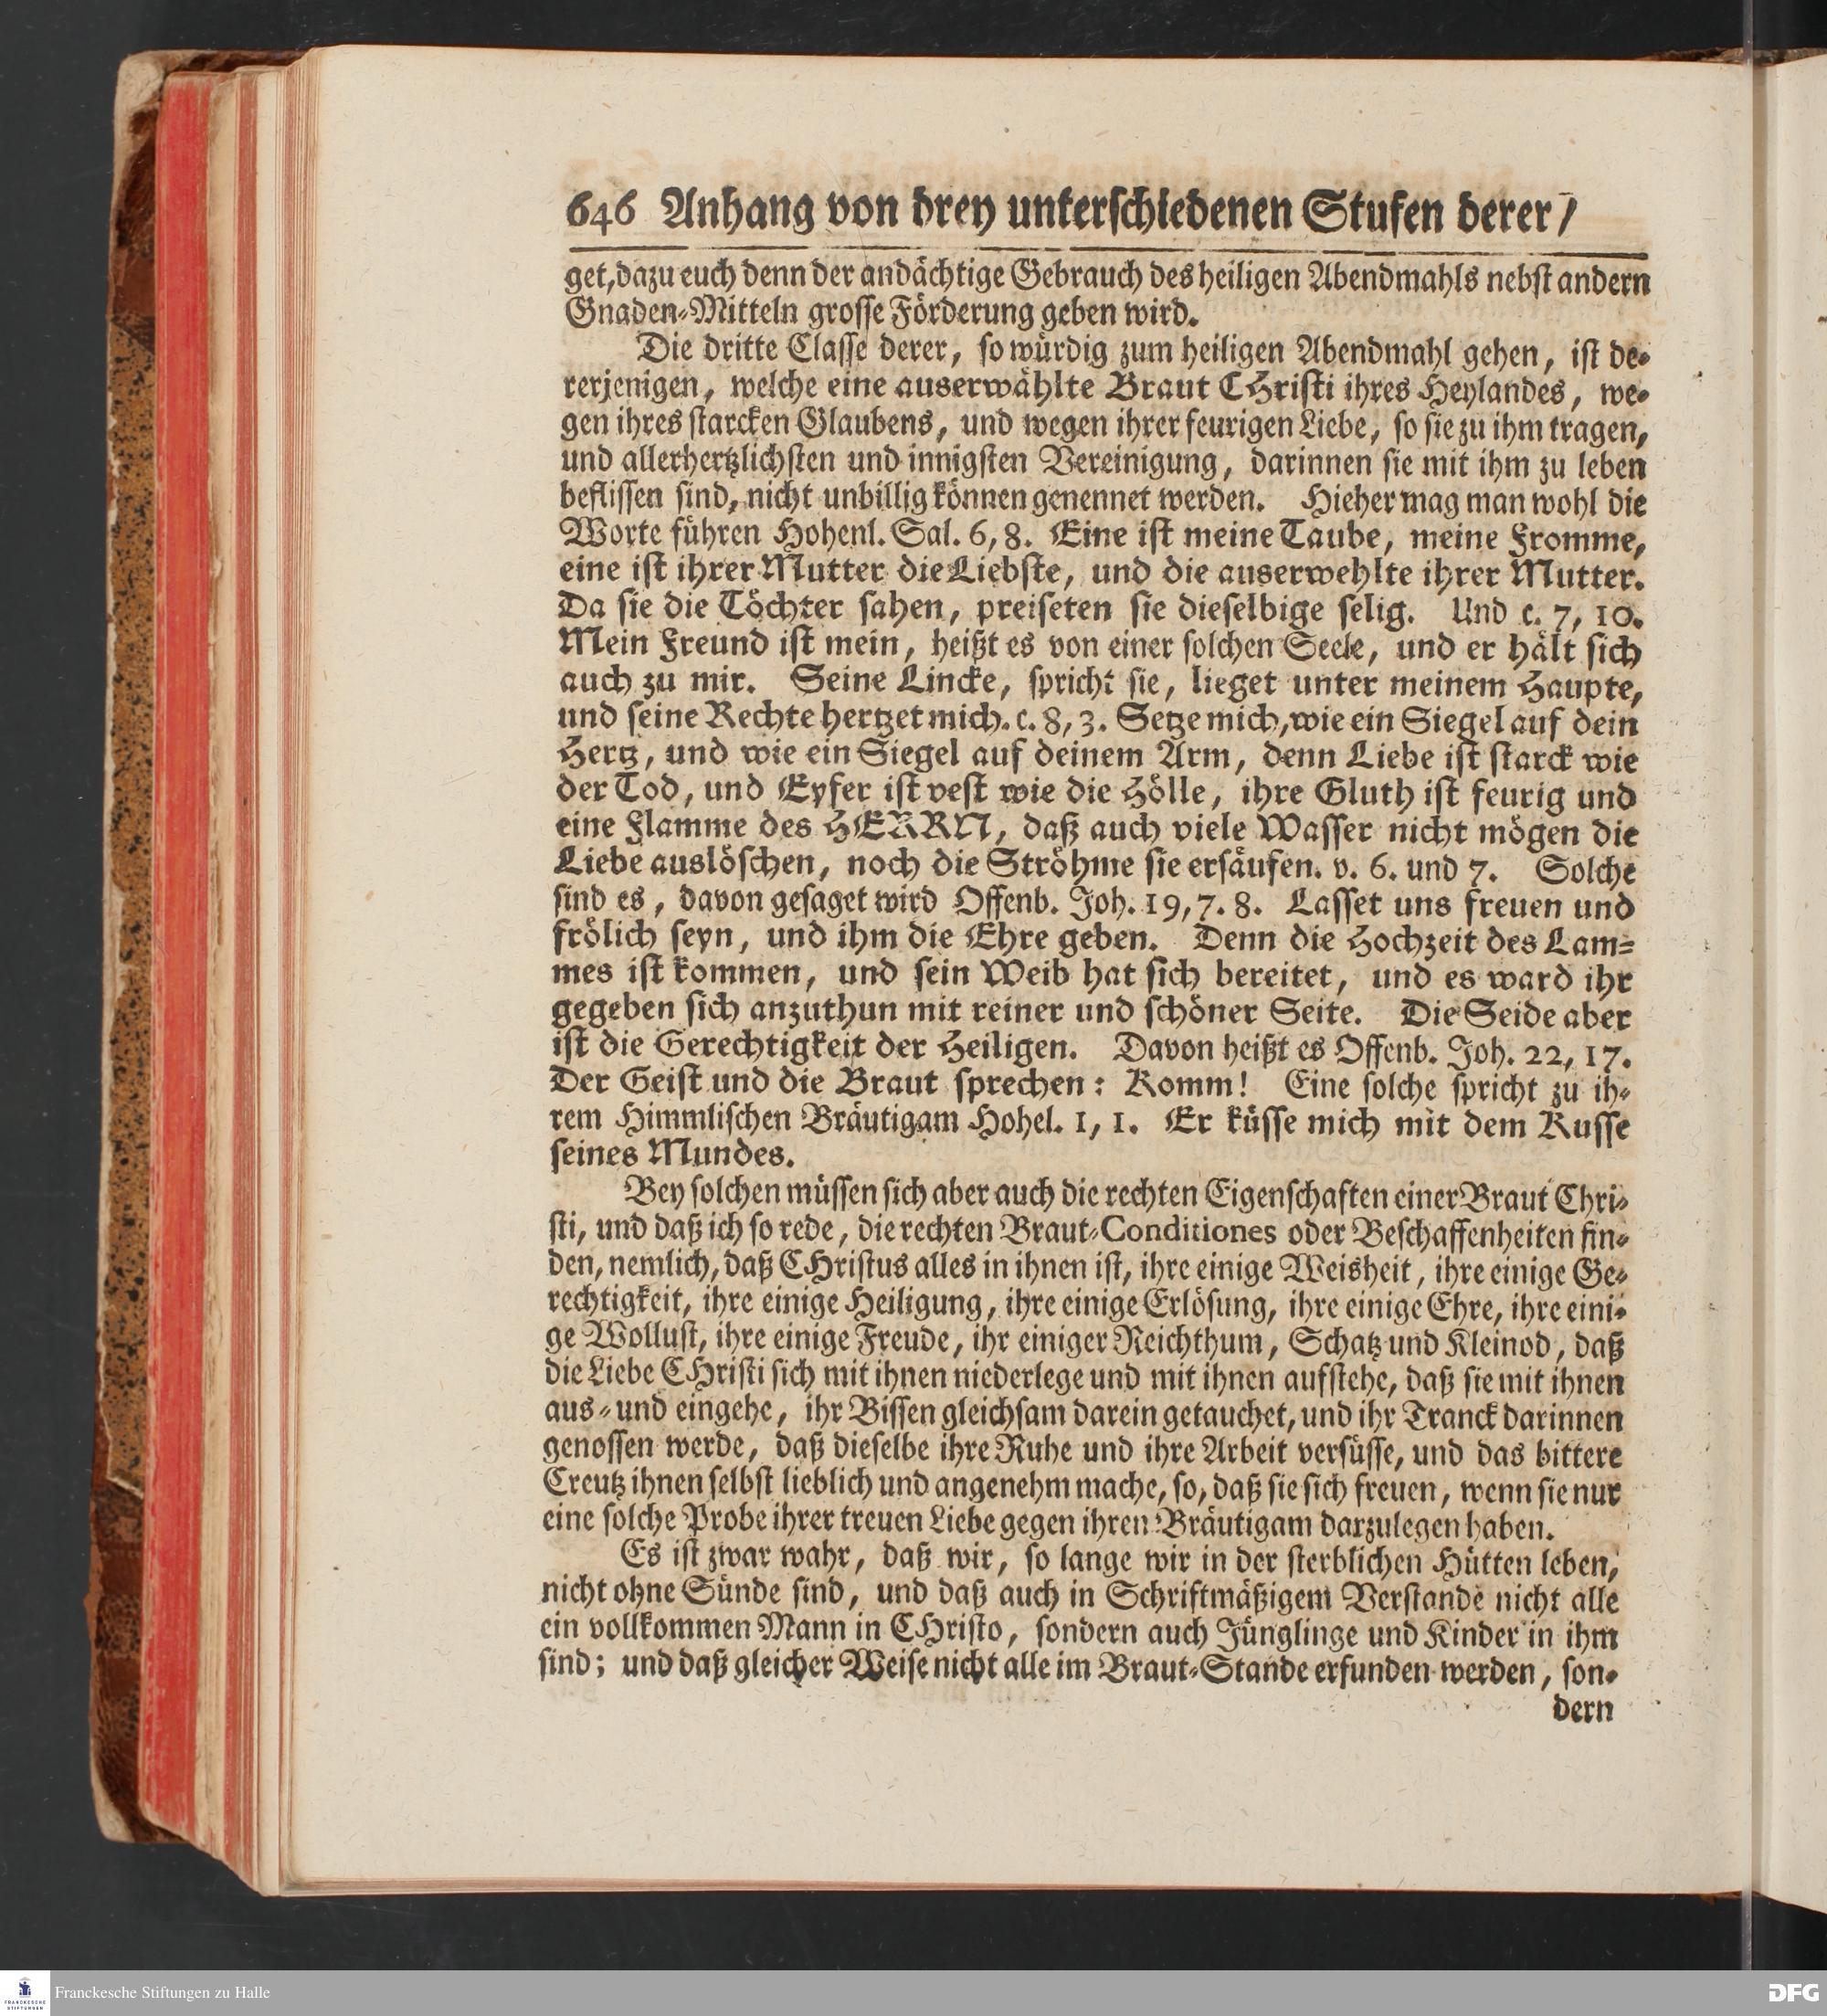 646 Anhang von drey unterschiedenen Stufen derer/
get, dazu euch denn der andächtige Gebrauch des heiligen Abendmahls nebst andern
Gnaden-Mitteln grosse Förderung geben wird.
Die dritte Classe derer, so würdig zum heiligen Abendmahl gehen, ist de-
rerjenigen, welche eine auserwählte Braut CHristi ihres Heylandes, we-
gen ihres starcken Glaubens, und wegen ihrer feurigen Liebe, so sie zu ihm tragen,
und allerhertzlichsten und innigsten Vereinigung, darinnen sie mit ihm zu leben
beflissen sind, nicht unbillig können genennet werden. Hieher mag man wohl die
Worte führen Hohenl. Sal. 6, 8. Eine ist meine Taube, meine Fromme,
eine ist ihrer Mutter die Liebste, und die auserwehlte ihrer Mutter.
Da sie die Töchter sahen, preiseten sie dieselbige selig. Und c. 7, 10.
Mein Freund ist mein, heißt es von einer solchen Seele, und er hält sich
auch zu mir. Seine Lincke, spricht sie, lieget unter meinem Haupte,
und seine Rechte hertzet mich. c. 8, 3. Setze mich, wie ein Siegel auf dein
Hertz, und wie ein Siegel auf deinem Arm, denn Liebe ist starck wie
der Tod, und Eyfer ist vest wie die Hölle, ihre Gluth ist feurig und
eine Flamme des HERRN, daß auch viele Wasser nicht mögen die
Liebe auslöschen, noch die Ströhme sie ersäufen. v. 6. und 7. Solche
sind es, davon gesaget wird Offenb. Joh. 19, 7. 8. Lasset uns freuen und
frölich seyn, und ihm die Ehre geben. Denn die Hochzeit des Lam-
mes ist kommen, und sein Weib hat sich bereitet, und es ward ihr
gegeben sich anzuthun mit reiner und schöner Seite. Die Seide aber
ist die Gerechtigkeit der Heiligen. Davon heißt es Offenb. Joh. 22, 17.
Der Geist und die Braut sprechen: Komm! Eine solche spricht zu ih-
rem Himmlischen Bräutigam Hohel. 1, 1. Er küsse mich mit dem Kusse
seines Mundes.
Bey solchen müssen sich aber auch die rechten Eigenschaften einer Braut Chri-
sti, und daß ich so rede, die rechten Braut-Conditiones oder Beschaffenheiten fin-
den, nemlich, daß CHristus alles in ihnen ist, ihre einige Weisheit, ihre einige Ge-
rechtigkeit, ihre einige Heiligung, ihre einige Erlösung, ihre einige Ehre, ihre eini-
ge Wollust, ihre einige Freude, ihr einiger Reichthum, Schatz und Kleinod, daß
die Liebe CHristi sich mit ihnen niederlege und mit ihnen aufstehe, daß sie mit ihnen
aus- und eingehe, ihr Bissen gleichsam darein getauchet, und ihr Tranck darinnen
genossen werde, daß dieselbe ihre Ruhe und ihre Arbeit versüsse, und das bittere
Creutz ihnen selbst lieblich und angenehm mache, so, daß sie sich freuen, wenn sie nur
eine solche Probe ihrer treuen Liebe gegen ihren Bräutigam darzulegen haben.
Es ist zwar wahr, daß wir, so lange wir in der sterblichen Hütten leben,
nicht ohne Sünde sind, und daß auch in Schriftmäßigem Verstande nicht alle
ein vollkommen Mann in CHristo, sondern auch Jünglinge und Kinder in ihm
sind; und daß gleicher Weise nicht alle im Braut-Stande erfunden werden, son-
dern
FRANCKESCHE
STIFTUNGEN
Franckesche Stiftungen zu Halle
DFG